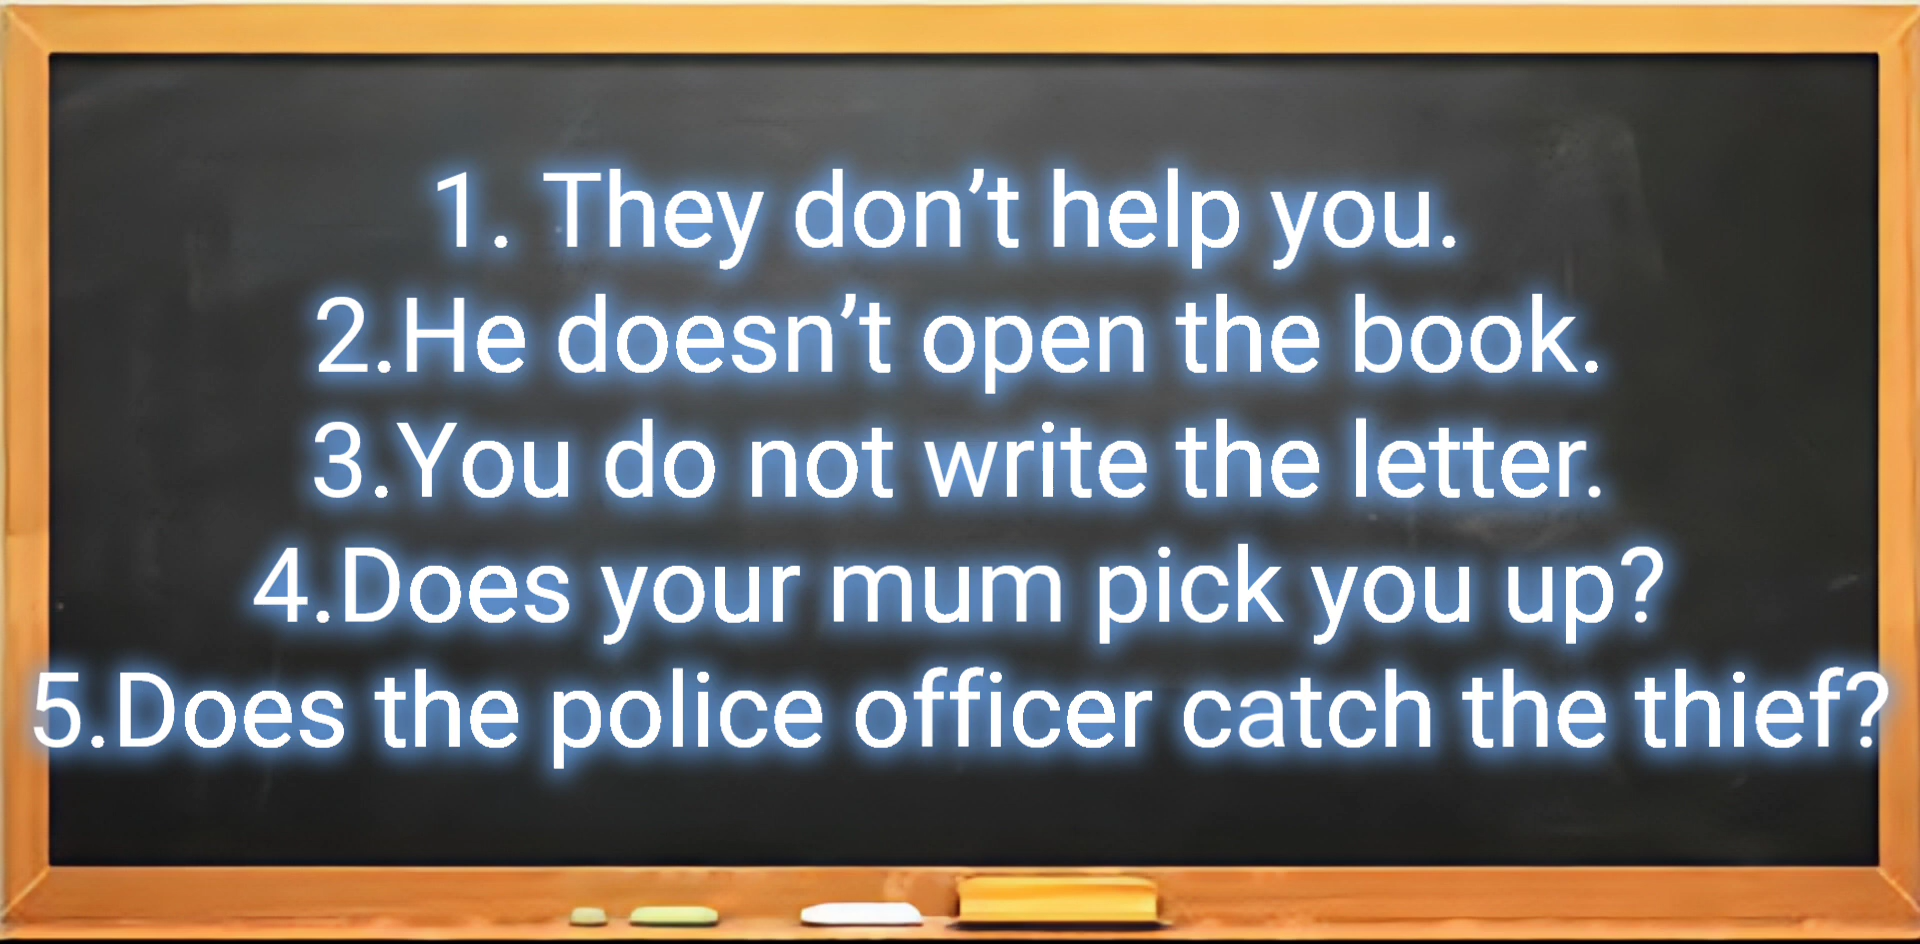 1. They don’t help you.
2.He doesn’t open the book.
3.You do not write the letter.
4.Does your mum pick you up?
5.Does the police officer catch the thief?